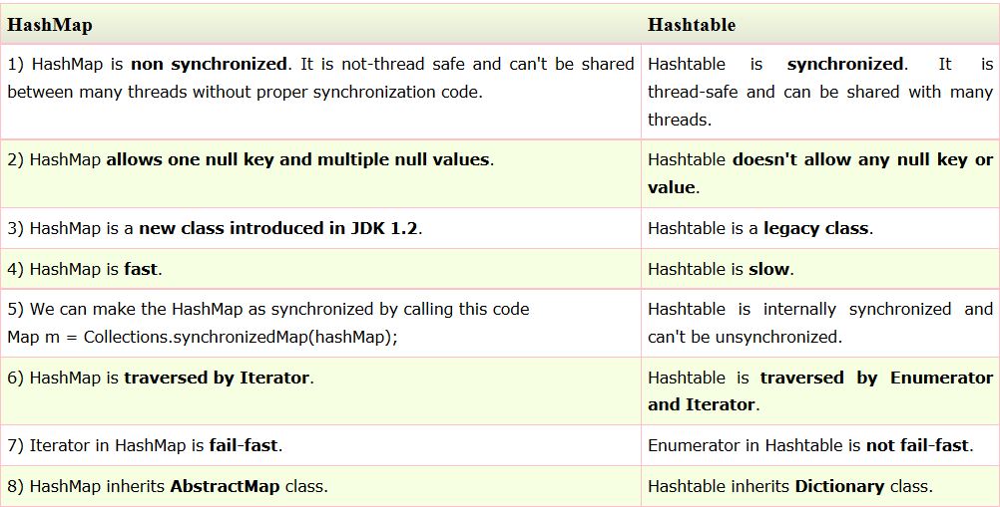 HashMap
Hashtable
1) HashMap is non synchronized. It is not-thread safe and can't be shared
between many threads without proper synchronization code.
Hashtable is synchronized. It is
thread-safe and can be shared with many
threads.
2) HashMap allows one null key and multiple null values.
Hashtable doesn't allow any null key or
value.
3) HashMap is a new class introduced in JDK 1.2.
Hashtable is a legacy class.
4) HashMap is fast.
Hashtable is slow.
5) We can make the HashMap as synchronized by calling this code
Map m = Collections.synchronizedMap(hashMap);
Hashtable is internally synchronized and
can't be unsynchronized.
6) HashMap is traversed by Iterator.
Hashtable is traversed by Enumerator
and Iterator.
7) Iterator in HashMap is fail-fast.
Enumerator in Hashtable is not fail-fast.
8) HashMap inherits AbstractMap class.
Hashtable inherits Dictionary class.